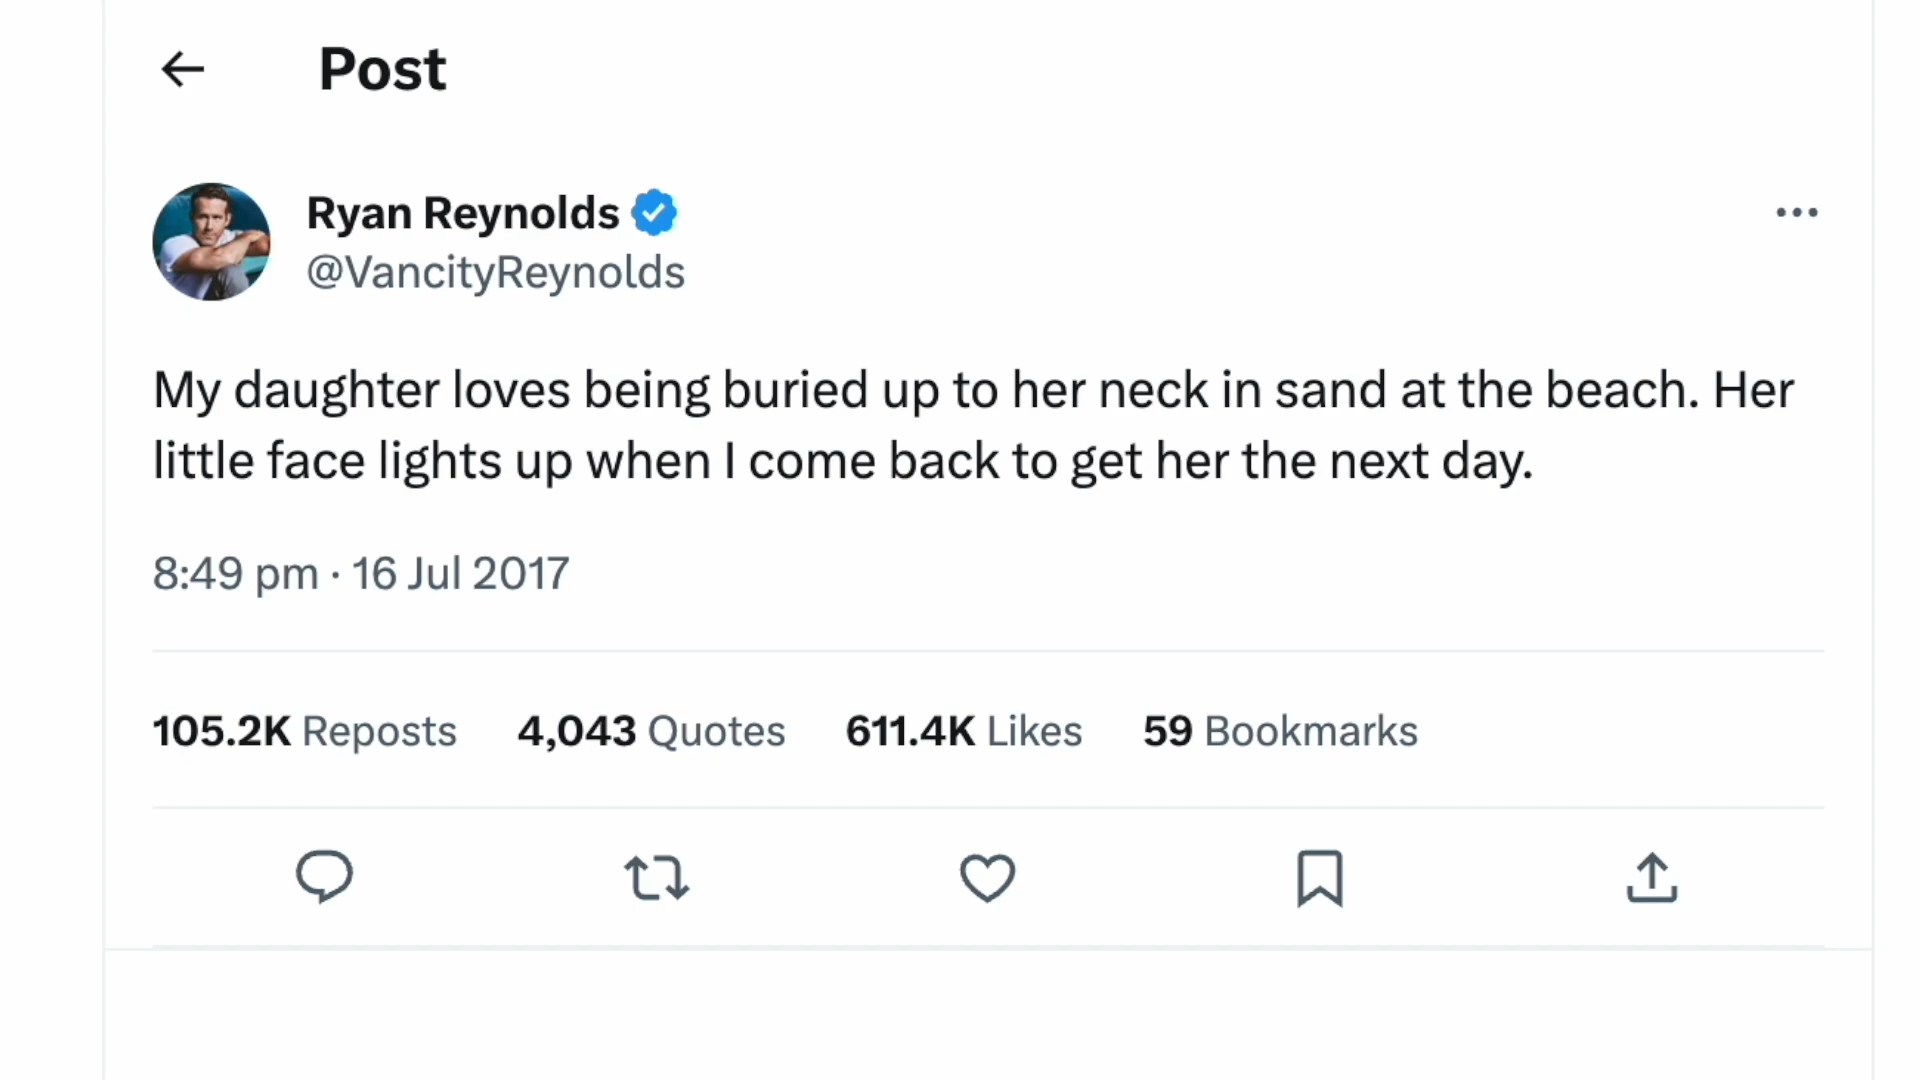 Post
Ryan Reynolds
@VancityReynolds
My daughter loves being buried up to her neck in sand at the beach. Her
little face lights up when I come back to get her the next day.
8:49 pm · 16 Jul 2017
105.2K Reposts 4,043 Quotes 611.4K Likes 59 Bookmarks